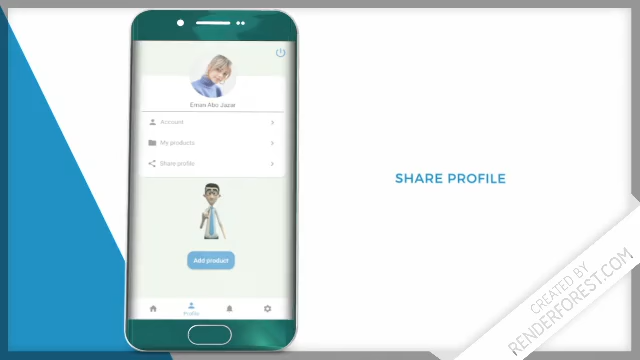 Eman Abo Jazar
Account
My products
Share profile
Add product
Profile
SHARE PROFILE
CREATED BY
RENDERFOREST.COM